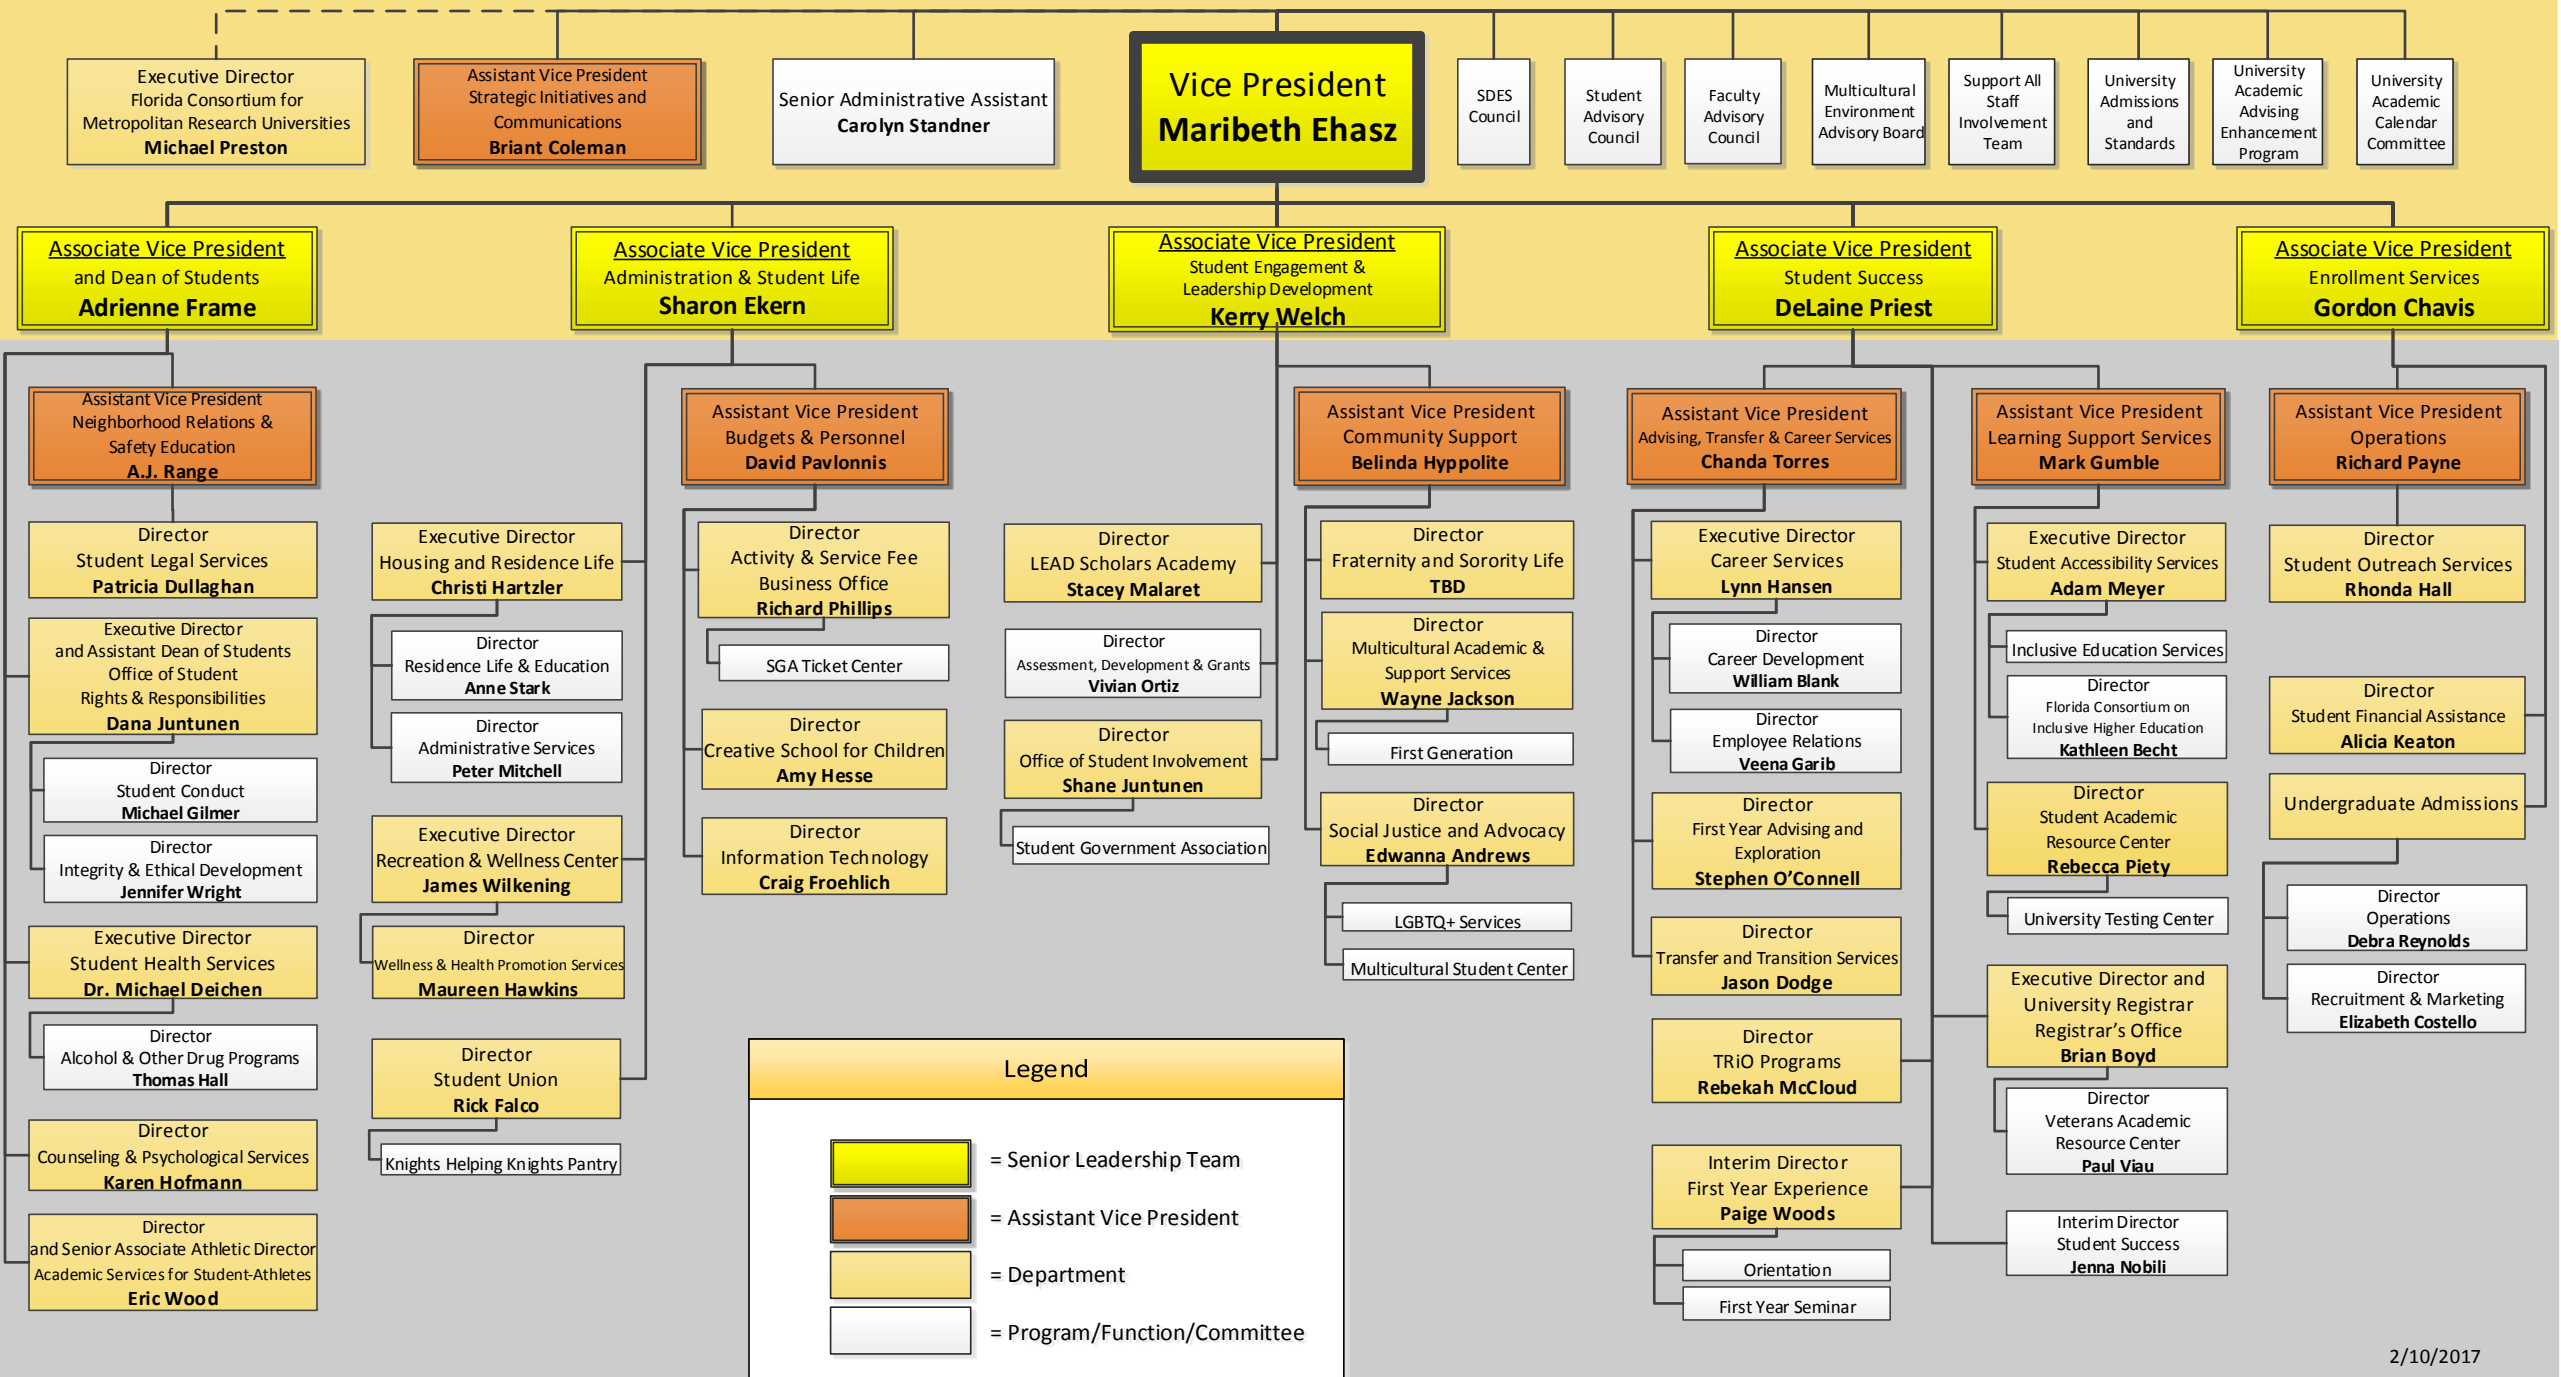 Executive Director
Florida Consortium for
Metropolitan Research Universities
Michael Preston
Assistant Vice President
Strategic Initiatives and
Communications
Briant Coleman
Senior Administrative Assistant
Carolyn Standner
Vice President
Maribeth Ehasz
SDES
Council
Student
Advisory
Council
Faculty
Advisory
Council
Multicultural
Environment
Advisory Board
Support All
Staff
Involvement
Team
University
Admissions
and
Standards
University
Academic
Advising
Enhancement
Program
University
Academic
Calendar
Committee
Associate Vice President
and Dean of Students
Adrienne Frame
Associate Vice President
Administration & Student Life
Sharon Ekern
Associate Vice President
Student Engagement &
Leadership Development
Kerry Welch
Associate Vice President
Student Success
DeLaine Priest
Associate Vice President
Enrollment Services
Gordon Chavis
Assistant Vice President
Neighborhood Relations &
Safety Education
A.J. Range
Director
Student Legal Services
Patricia Dullaghan
Executive Director
and Assistant Dean of Students
Office of Student
Rights & Responsibilities
Dana Juntunen
Director
Student Conduct
Michael Gilmer
Director
Integrity & Ethical Development
Jennifer Wright
Executive Director
Student Health Services
Dr. Michael Deichen
Director
Alcohol & Other Drug Programs
Thomas Hall
Director
Counseling & Psychological Services
Karen Hofmann
Director
and Senior Associate Athletic Director
Academic Services for Student-Athletes
Eric Wood
Executive Director
Housing and Residence Life
Christi Hartzler
Director
Residence Life & Education
Anne Stark
Director
Administrative Services
Peter Mitchell
Executive Director
Recreation & Wellness Center
James Wilkening
Director
Wellness & Health Promotion Services
Maureen Hawkins
Director
Student Union
Rick Falco
Knights Helping Knights Pantry
Assistant Vice President
Budgets & Personnel
David Pavlonnis
Director
Activity & Service Fee
Business Office
Richard Phillips
SGA Ticket Center
Director
Creative School for Children
Amy Hesse
Director
Information Technology
Craig Froehlich
Director
LEAD Scholars Academy
Stacey Malaret
Director
Assessment, Development & Grants
Vivian Ortiz
Director
Office of Student Involvement
Shane Juntunen
Student Government Association
Assistant Vice President
Community Support
Belinda Hyppolite
Director
Fraternity and Sorority Life
TBD
Director
Multicultural Academic &
Support Services
Wayne Jackson
First Generation
Director
Social Justice and Advocacy
Edwanna Andrews
LGBTQ+ Services
Multicultural Student Center
Assistant Vice President
Advising, Transfer & Career Services
Chanda Torres
Executive Director
Career Services
Lynn Hansen
Director
Career Development
William Blank
Director
Employee Relations
Veena Garib
Director
First Year Advising and
Exploration
Stephen O'Connell
Director
Transfer and Transition Services
Jason Dodge
Director
TRiO Programs
Rebekah McCloud
Interim Director
First Year Experience
Paige Woods
Orientation
First Year Seminar
Assistant Vice President
Learning Support Services
Mark Gumble
Executive Director
Student Accessibility Services
Adam Meyer
Inclusive Education Services
Director
Florida Consortium on
Inclusive Higher Education
Kathleen Becht
Director
Student Academic
Resource Center
Rebecca Piety
University Testing Center
Executive Director and
University Registrar
Registrar's Office
Brian Boyd
Director
Veterans Academic
Resource Center
Paul Viau
Interim Director
Student Success
Jenna Nobili
Assistant Vice President
Operations
Richard Payne
Director
Student Outreach Services
Rhonda Hall
Director
Student Financial Assistance
Alicia Keaton
Undergraduate Admissions
Director
Operations
Debra Reynolds
Director
Recruitment & Marketing
Elizabeth Costello
Legend
= Senior Leadership Team
= Assistant Vice President
= Department
= Program/Function/Committee
2/10/2017